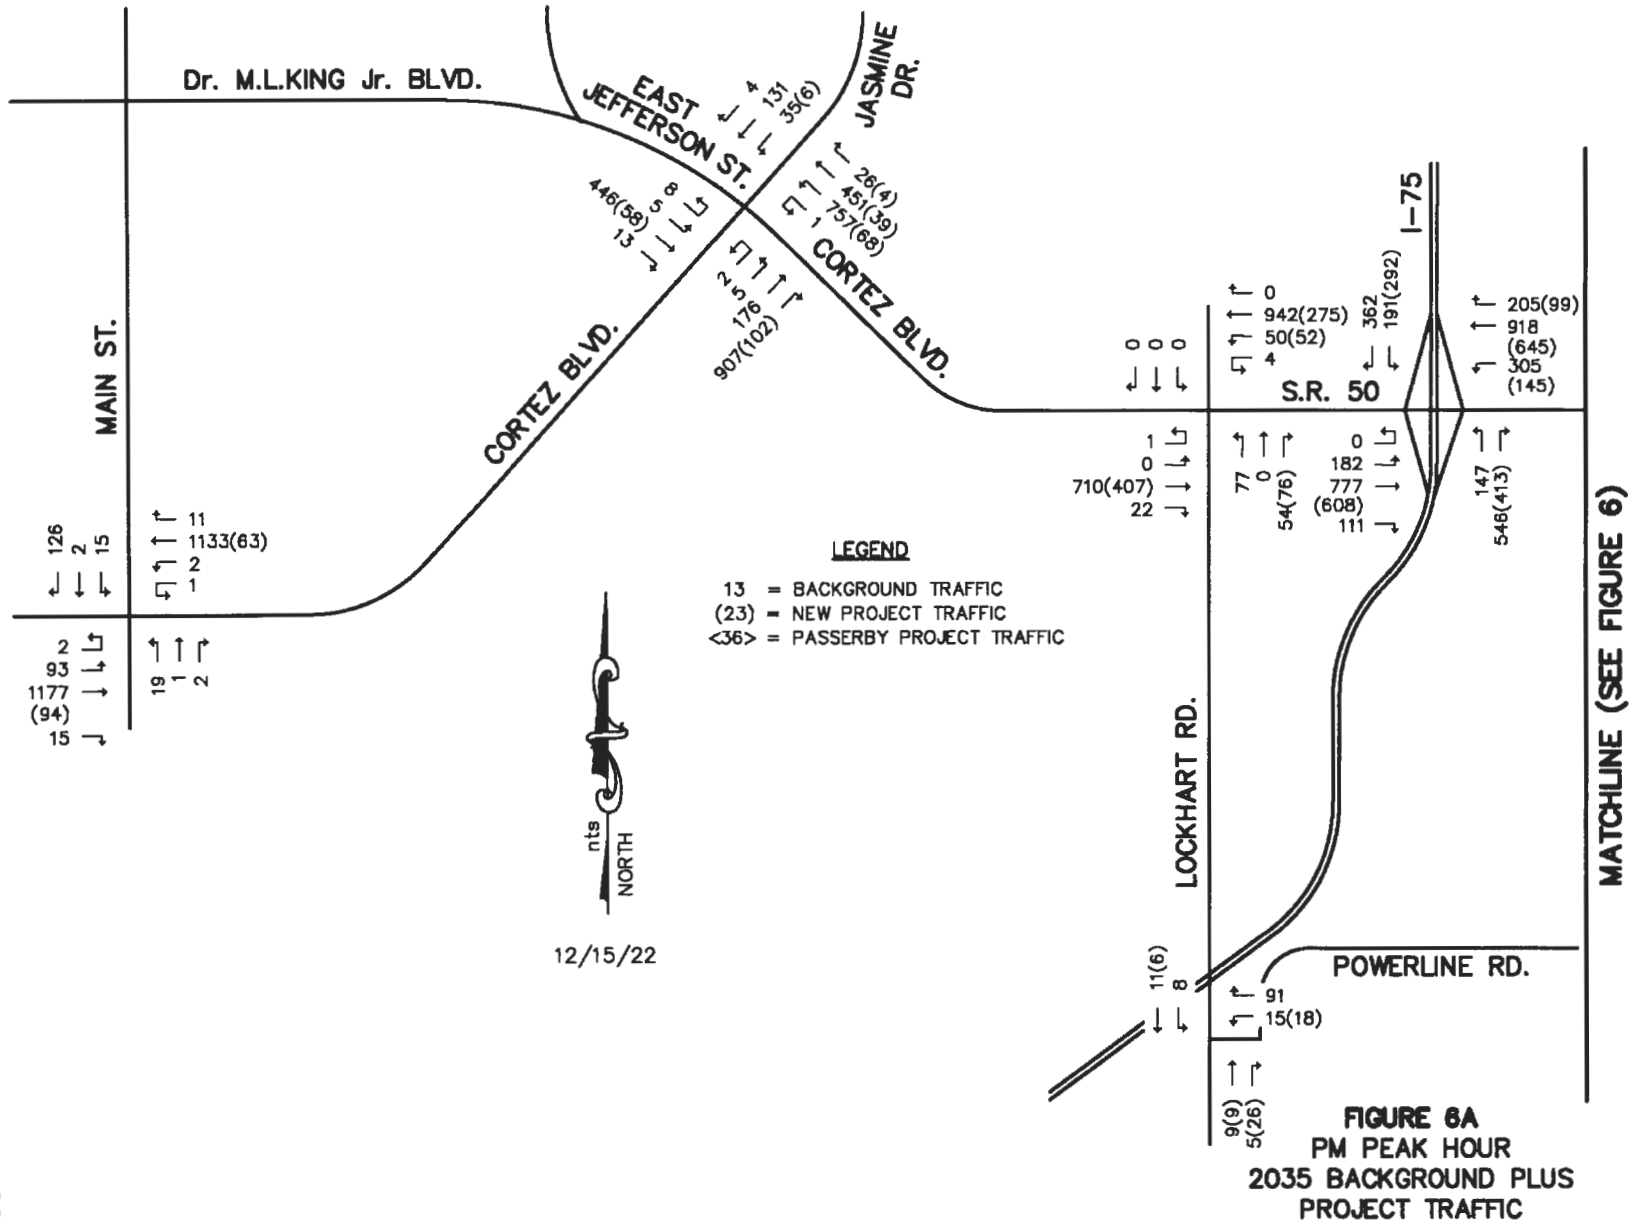 Dr. M.L.KING Jr. BLVD.
EAST
JEFFERSON ST.
JASMINE
DR.
4
131
35(6)
446(58)
8
5
13
26(4)
451(39)
757(68)
1
2
5
176
907(102)
CORTEZ BLVD.
CORTEZ BLVD.
MAIN ST.
126
2
15
11
1133(63)
2
1
2
93
1177
(94)
15
19
1
2
LEGEND
13 = BACKGROUND TRAFFIC
(23) = NEW PROJECT TRAFFIC
<36> = PASSERBY PROJECT TRAFFIC
nts
NORTH
12/15/22
I-75
0
0
0
0
942(275)
50(52)
4
362
191(292)
205(99)
918
(645)
305
(145)
S.R. 50
1
0
710(407)
22
77
0
54(76)
0
182
777
(608)
111
147
546(413)
MATCHLINE (SEE FIGURE 6)
LOCKHART RD.
POWERLINE RD.
11(6)
8
91
15(18)
9(9)
5(26)
FIGURE 6A
PM PEAK HOUR
2035 BACKGROUND PLUS
PROJECT TRAFFIC